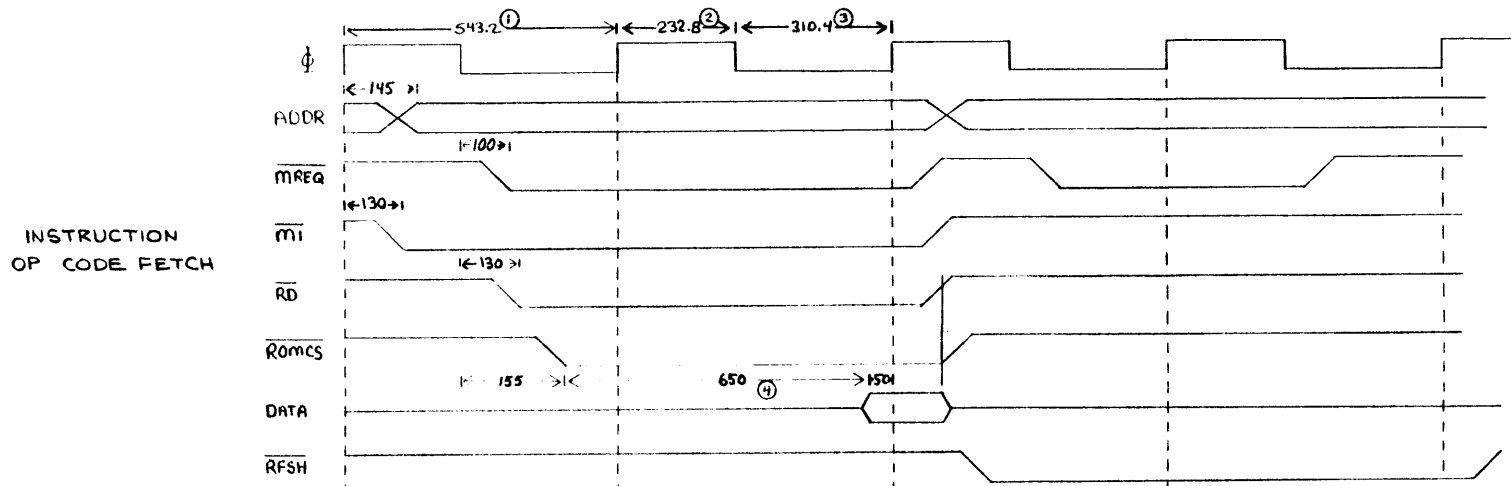 543.2 ① 232.8 ② 310.4 ③
ϕ
145
ADDR
100
MREQ
130
INSTRUCTION
OP CODE FETCH
M1
130
RD
ROMCS
155 650 ④ 50
DATA
RFSH